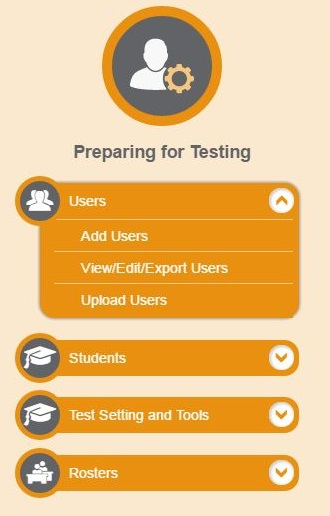 Preparing for Testing
Users
Add Users
View/Edit/Export Users
Upload Users
Students
Test Setting and Tools
Rosters